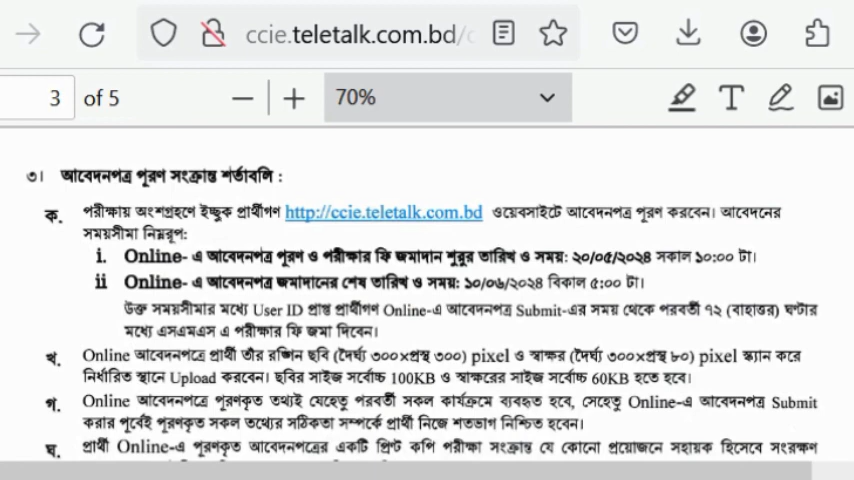 ccie.teletalk.com.bd/
3 of 5
70%
৩। আবেদনপত্র পূরণ সংক্রান্ত শর্তাবলি :
ক. পরীক্ষায় অংশগ্রহণে ইচ্ছুক প্রার্থীগণ http://ccie.teletalk.com.bd ওয়েবসাইটে আবেদনপত্র পূরণ করবেন। আবেদনের
সময়সীমা নিম্নরূপ:
i. Online- এ আবেদনপত্র পূরণ ও পরীক্ষার ফি জমাদান শুরুর তারিখ ও সময়: ২০/০৫/২০২৪ সকাল ১০:০০ টা।
ii Online- এ আবেদনপত্র জমাদানের শেষ তারিখ ও সময়: ১০/০৬/২০২৪ বিকাল ৫:০০ টা।
উক্ত সময়সীমার মধ্যে User ID প্রাপ্ত প্রার্থীগণ Online-এ আবেদনপত্র Submit-এর সময় থেকে পরবর্তী ৭২ (বাহাত্তর) ঘণ্টার
মধ্যে এসএমএস এ পরীক্ষার ফি জমা দিবেন।
খ. Online আবেদনপত্রে প্রার্থী তাঁর রঙ্গিন ছবি (দৈর্ঘ্য ৩০০×প্রস্থ ৩০০) pixel ও স্বাক্ষর (দৈর্ঘ্য ৩০০×প্রস্থ ৮০) pixel স্ক্যান করে
নির্ধারিত স্থানে Upload করবেন। ছবির সাইজ সর্বোচ্চ 100KB ও স্বাক্ষরের সাইজ সর্বোচ্চ 60KB হতে হবে।
গ. Online আবেদনপত্রে পূরণকৃত তথ্যই যেহেতু পরবর্তী সকল কার্যক্রমে ব্যবহৃত হবে, সেহেতু Online-এ আবেদনপত্র Submit
করার পূর্বেই পূরণকৃত সকল তথ্যের সঠিকতা সম্পর্কে প্রার্থী নিজে শতভাগ নিশ্চিত হবেন।
ঘ. প্রার্থী Online-এ পূরণকৃত আবেদনপত্রের একটি প্রিন্ট কপি পরীক্ষা সংক্রান্ত যে কোনো প্রয়োজনে সহায়ক হিসেবে সংরক্ষণ